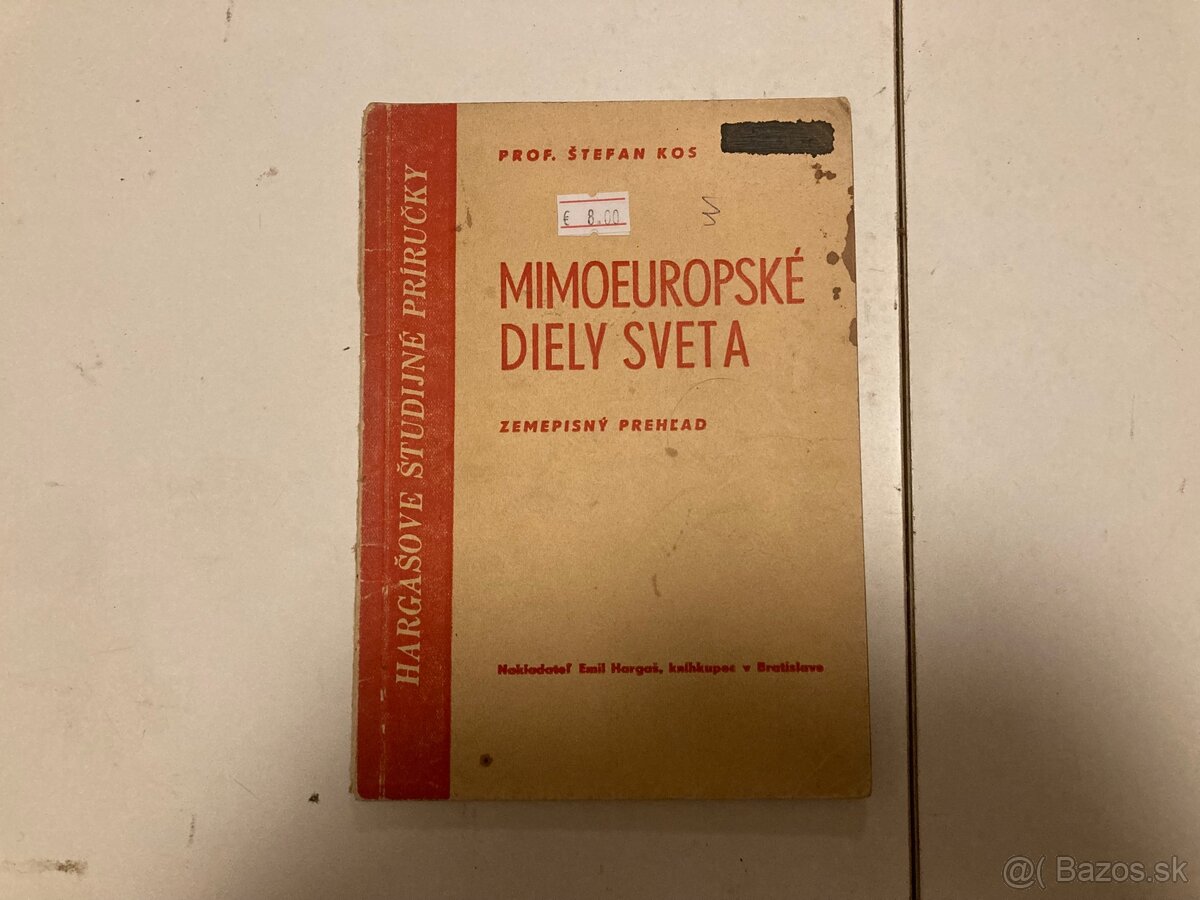 HARGAŠOVE ŠTUDIJNÉ PRÍRUČKY
PROF. ŠTEFAN KOS
€ 8.00
MIMOEUROPSKÉ
DIELY SVETA
ZEMEPISNÝ PREHĽAD
Nakladateľ Emil Hargaš, kníhkupec v Bratislave
@( Bazos.sk